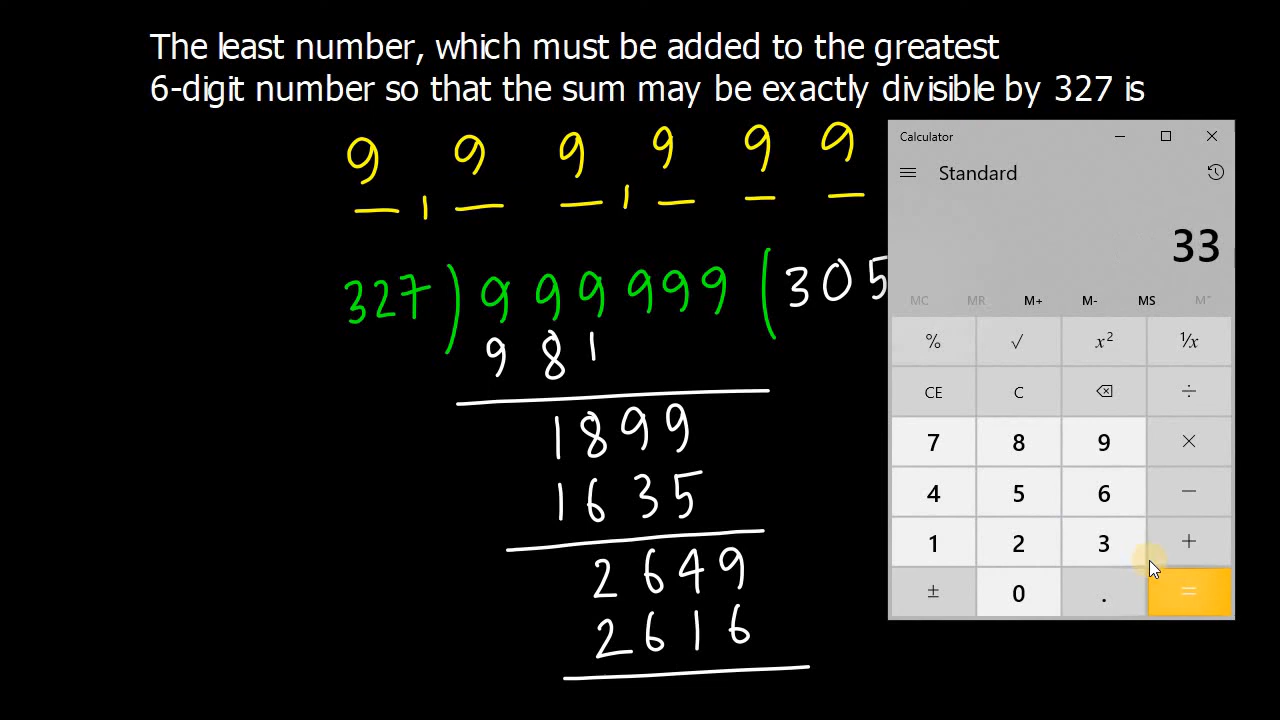 The least number, which must be added to the greatest
6-digit number so that the sum may be exactly divisible by 327 is
9, 9 9, 9 9 9
327) 999999 (305
981
1899
1635
2649
2616
Calculator
Standard
33
MC MR M+ M- MS M˅
% √ x² ¹/x
CE C ⌫ ÷
7 8 9 ×
4 5 6 −
1 2 3 +
± 0 . =